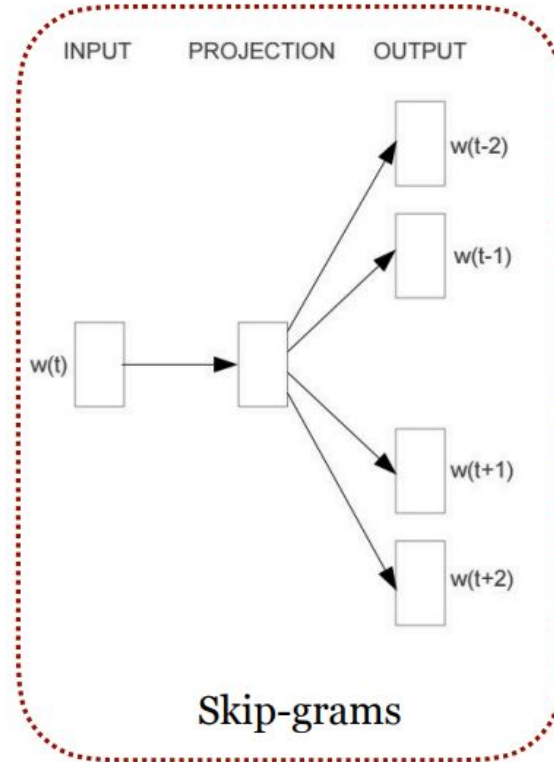 INPUT PROJECTION OUTPUT
w(t-2)
w(t-1)
w(t)
w(t+1)
w(t+2)
Skip-grams